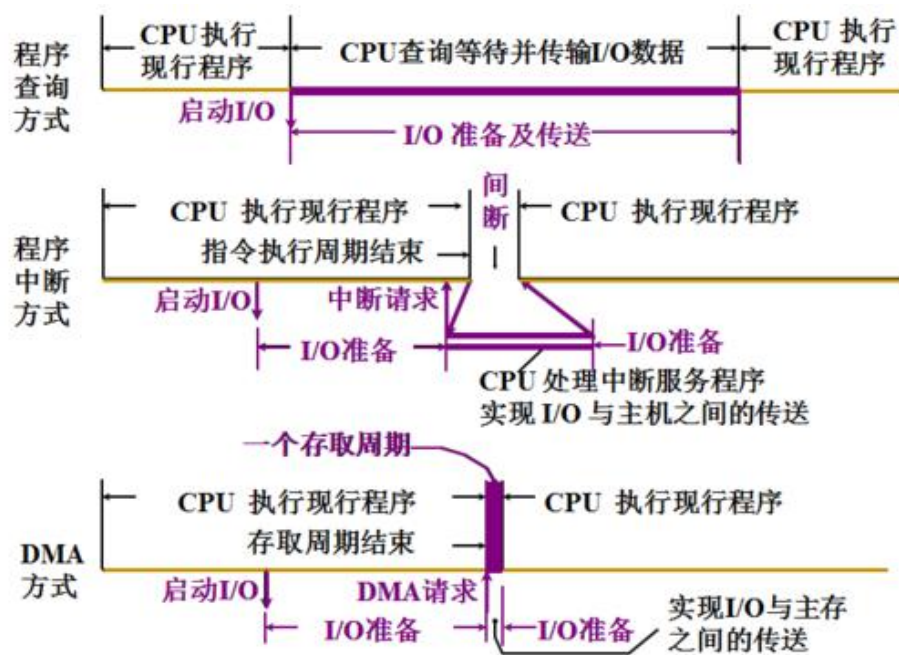 程序
查询
方式
CPU 执行
现行程序
CPU查询等待并传输I/O数据
CPU 执行
现行程序
启动I/O
I/O 准备及传送
程序
中断
方式
CPU 执行现行程序
间断
CPU 执行现行程序
指令执行周期结束
启动I/O
中断请求
I/O准备
I/O准备
CPU 处理中断服务程序
实现 I/O 与主机之间的传送
一个存取周期
DMA
方式
CPU 执行现行程序
CPU 执行现行程序
存取周期结束
启动I/O
DMA请求
I/O准备
I/O准备
实现I/O与主存
之间的传送